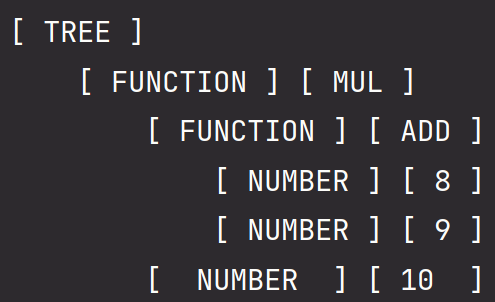 [ TREE ]
[ FUNCTION ] [ MUL ]
[ FUNCTION ] [ ADD ]
[ NUMBER ] [ 8 ]
[ NUMBER ] [ 9 ]
[ NUMBER ] [ 10 ]